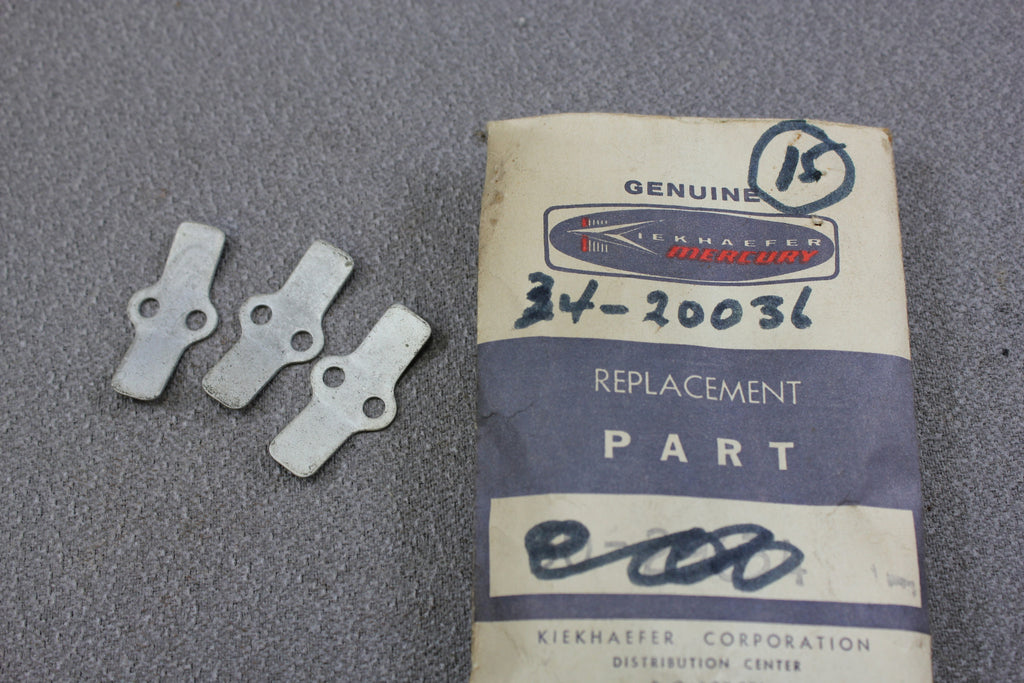 15
GENUINE
KIEKHAEFER
MERCURY
34-20036
REPLACEMENT
PART
KIEKHAEFER CORPORATION
DISTRIBUTION CENTER